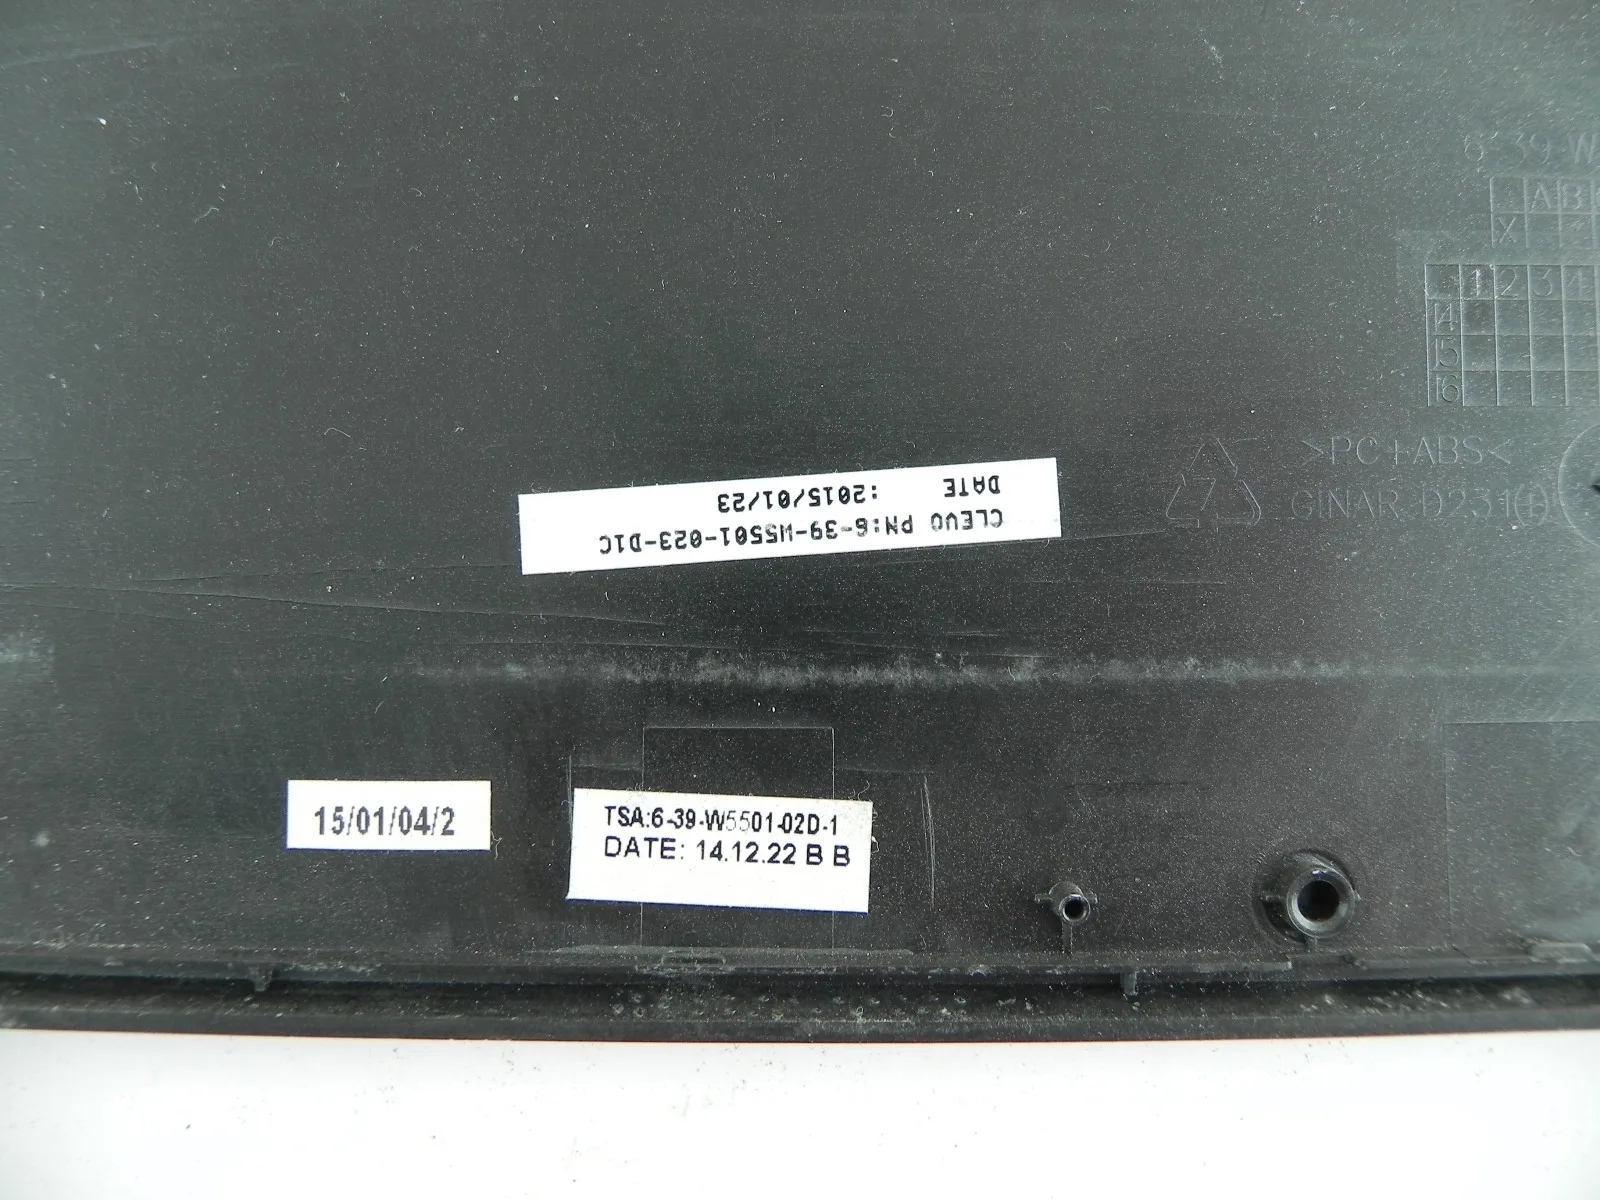 6-39-W
A B
X
1 2 3 4
14
15
16
>PC+ABS<
7
GINAR D231(F)
CLEVO PN:6-39-W5501-023-D1C
DATE :2015/01/23
15/01/04/2
TSA:6-39-W5501-02D-1
DATE: 14.12.22 B B